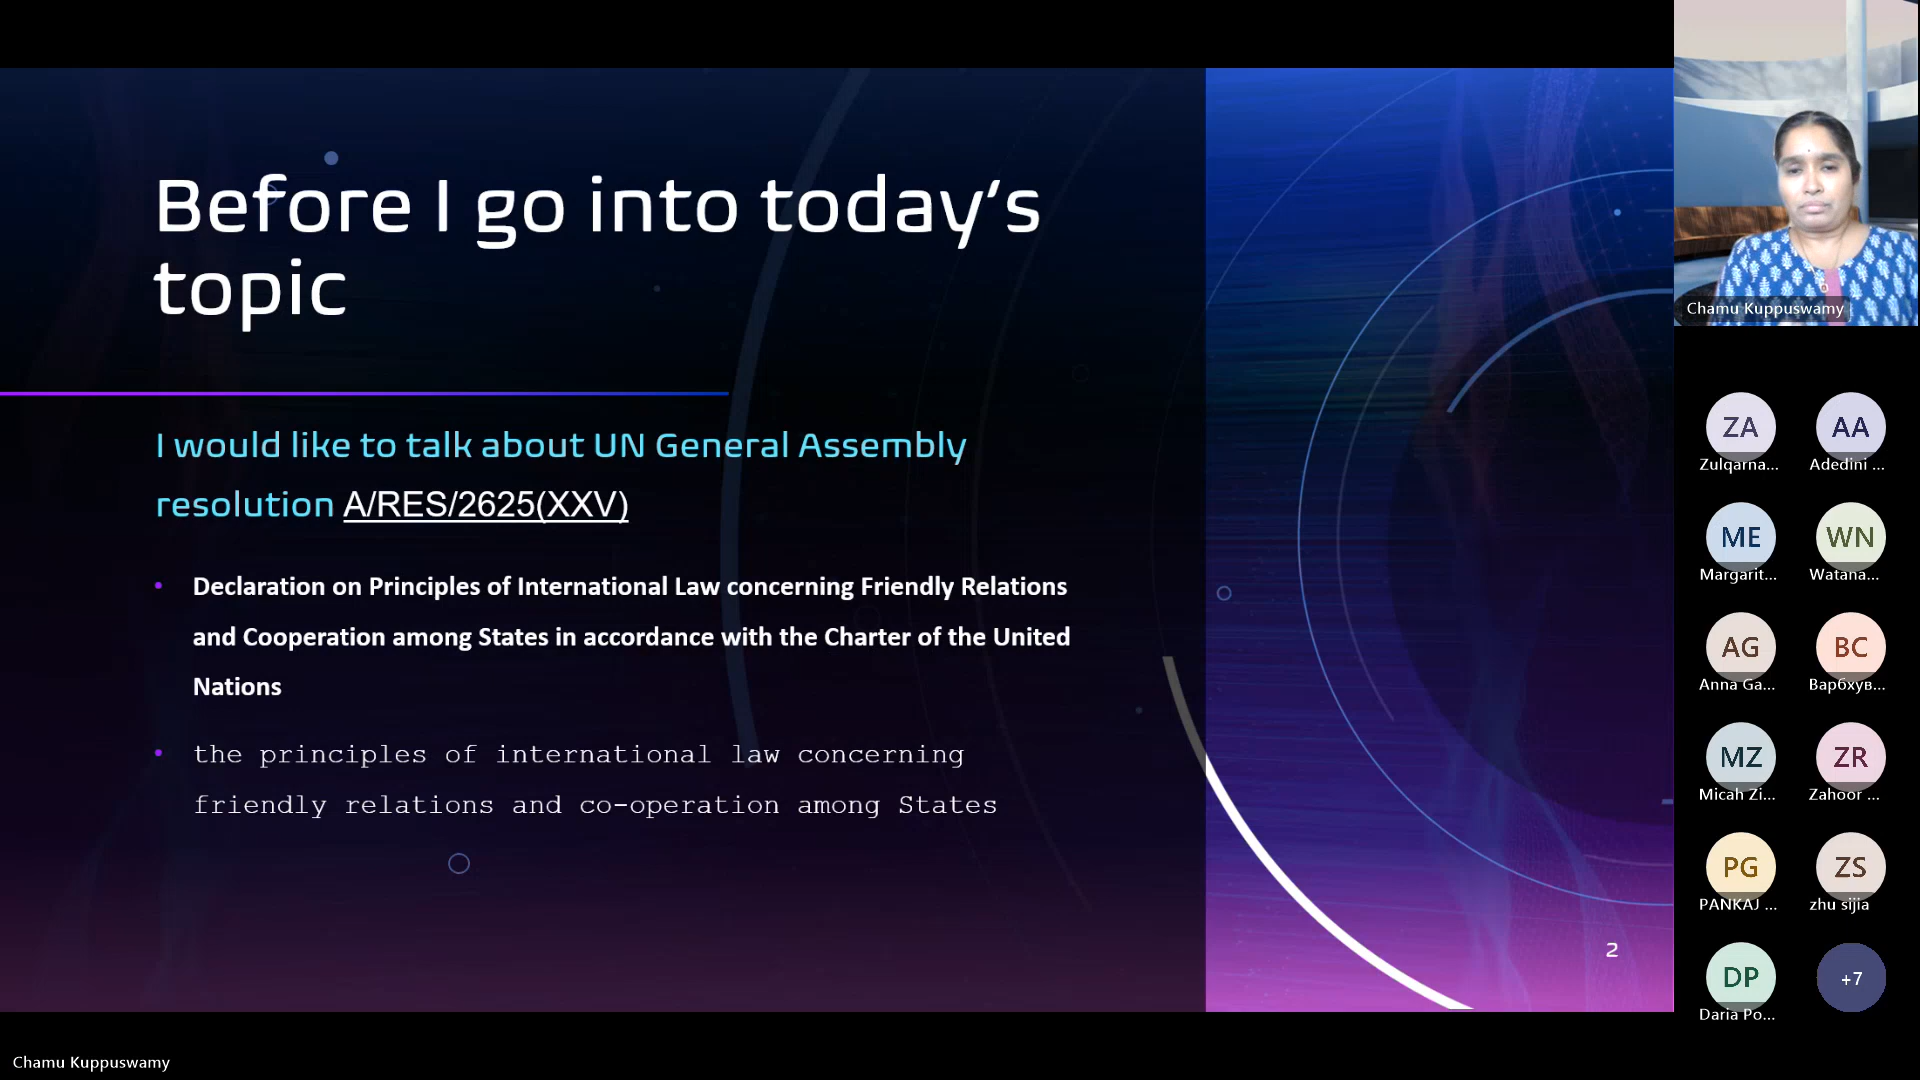 Before I go into today's
topic
I would like to talk about UN General Assembly
resolution A/RES/2625(XXV)
• Declaration on Principles of International Law concerning Friendly Relations
and Cooperation among States in accordance with the Charter of the United
Nations
• the principles of international law concerning
friendly relations and co-operation among States
2
Chamu Kuppuswamy
ZA
AA
Zulqarna...
Adedini ...
ME
WN
Margarit...
Watana...
AG
BC
Anna Ga...
Варбхув...
MZ
ZR
Micah Zi...
Zahoor ...
PG
ZS
PANKAJ ...
zhu sijia
DP
+7
Daria Po...
Chamu Kuppuswamy